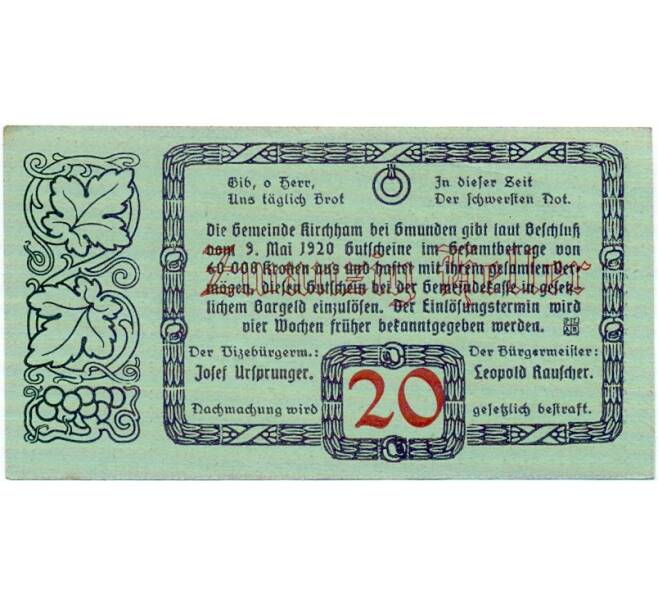 Gib, o Herr, In dieser Zeit
Uns täglich Brot Der schwersten Not.
Die Gemeinde Kirchham bei Gmunden gibt laut Beschluß
vom 9. Mai 1920 Gutscheine im Gesamtbetrage von
60 000 Kronen aus und haftet mit ihrem gesamten Ver-
mögen, diesen Gutschein bei der Gemeindekasse in gesetz-
lichem Bargeld einzulösen. Der Einlösungstermin wird
vier Wochen früher bekanntgegeben werden.
Zwanzig Heller
Der Vizebürgerm.: Der Bürgermeister:
Josef Ursprunger. Leopold Rauscher.
20
Nachmachung wird gesetzlich bestraft.